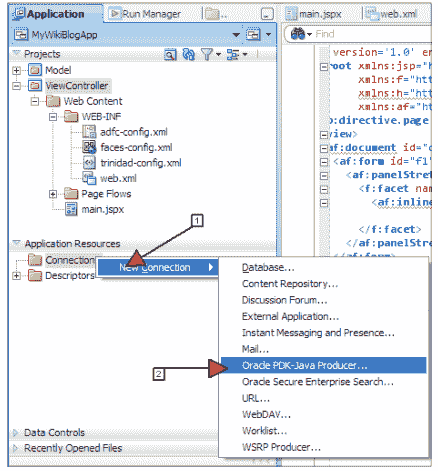 Application
Run Manager
..
main.jspx
web.xml
MyWikiBlogApp
Find
Projects
Model
ViewController
Web Content
WEB-INF
adfc-config.xml
faces-config.xml
trinidad-config.xml
web.xml
Page Flows
main.jspx
version='1.0' en
root xmlns:jsp="h
xmlns:f="ht
xmlns:h="ht
xmlns:af="h
p:directive.page
view>
af:document id="d
<af:form id="f1"
<af:panelStret
<f:facet nam
<af:inline
</f:facet>
</af:panelStre
</af:form>
1
Application Resources
Connection
New Connection
Descriptors
Database...
Content Repository...
Discussion Forum...
External Application...
Instant Messaging and Presence...
Mail...
2
Oracle PDK-Java Producer...
Oracle Secure Enterprise Search...
URL...
WebDAV...
Worklist...
WSRP Producer...
Data Controls
Recently Opened Files